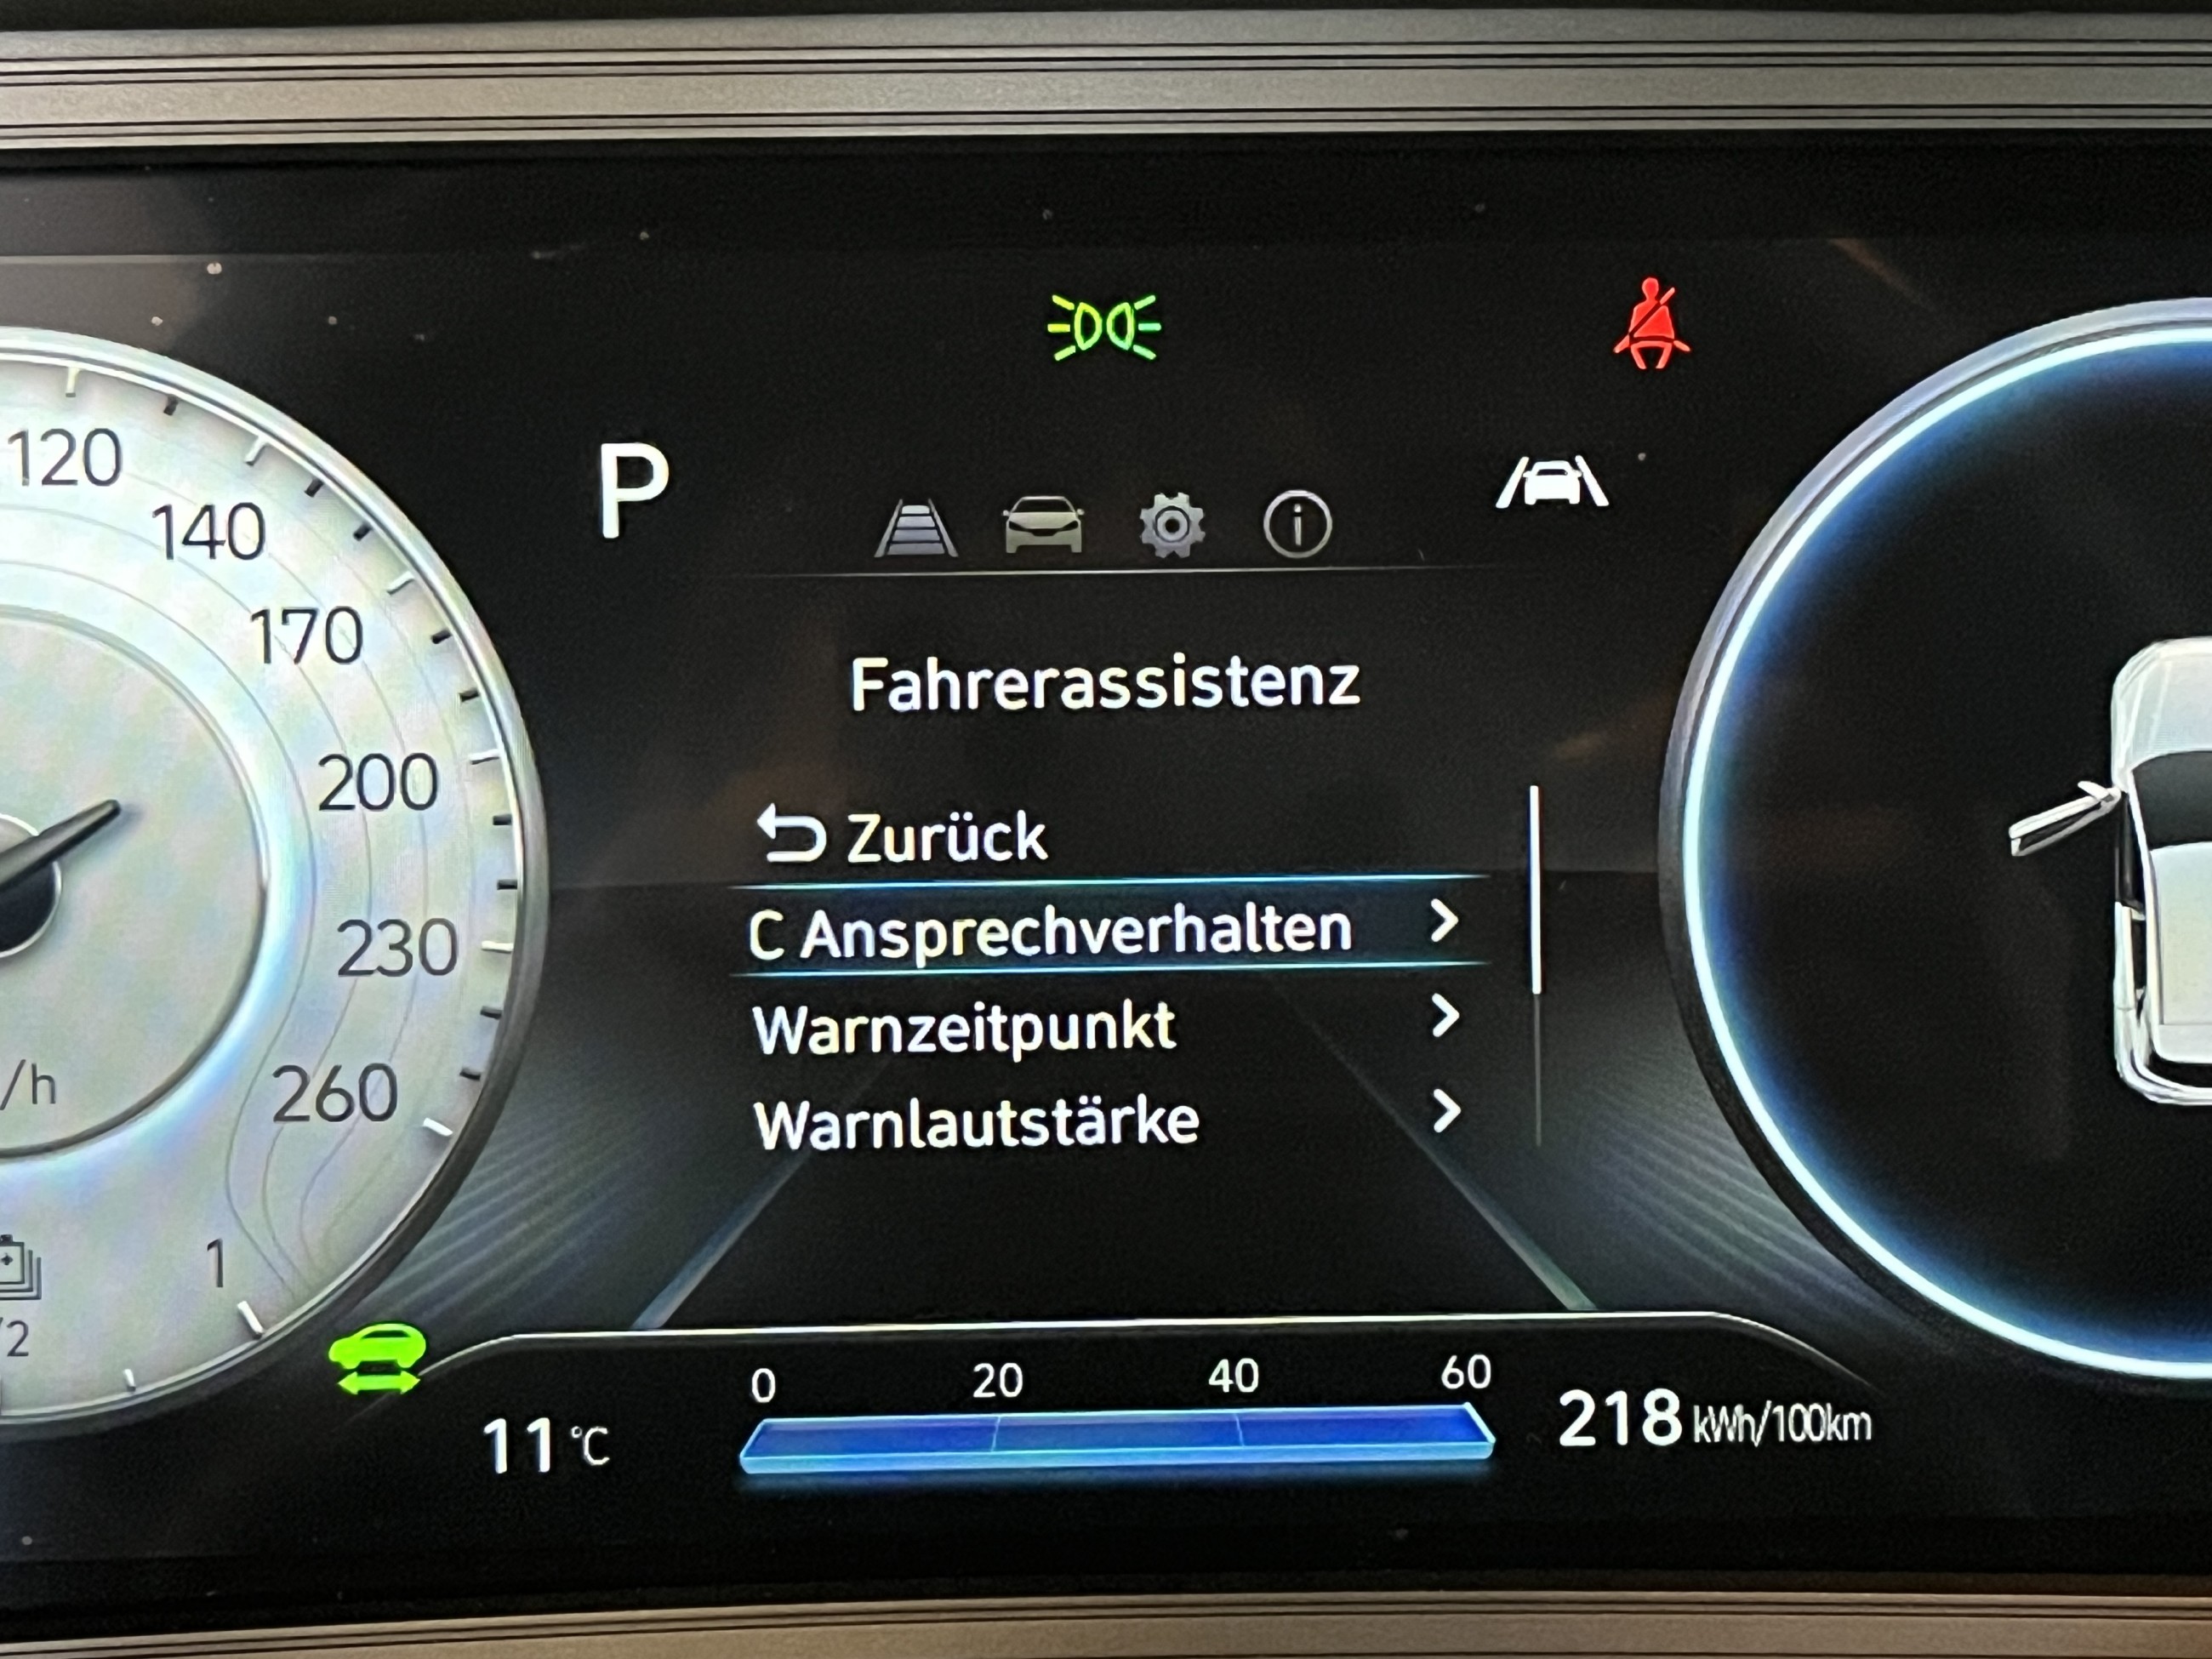 120
140
P
170
Fahrerassistenz
200
Zurück
C Ansprechverhalten
230
Warnzeitpunkt
/h
260
Warnlautstärke
1
/2
0 20 40 60
11 °C
218 kWh/100km